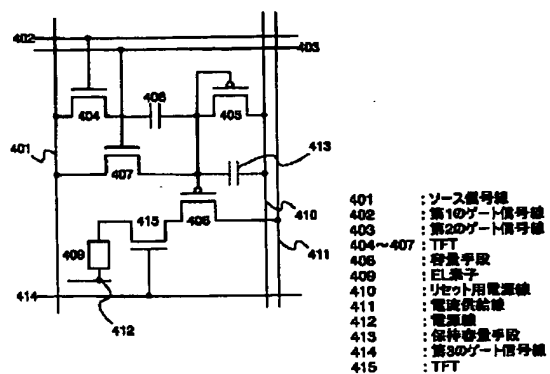 402
403
408
404
405
401
407
413
415
406
410
409
411
414
412
401 :ソース信号線
402 :第1のゲート信号線
403 :第2のゲート信号線
404~407 :TFT
408 :容量手段
409 :EL素子
410 :リセット用電源線
411 :電流供給線
412 :電源線
413 :保持容量手段
414 :第3のゲート信号線
415 :TFT